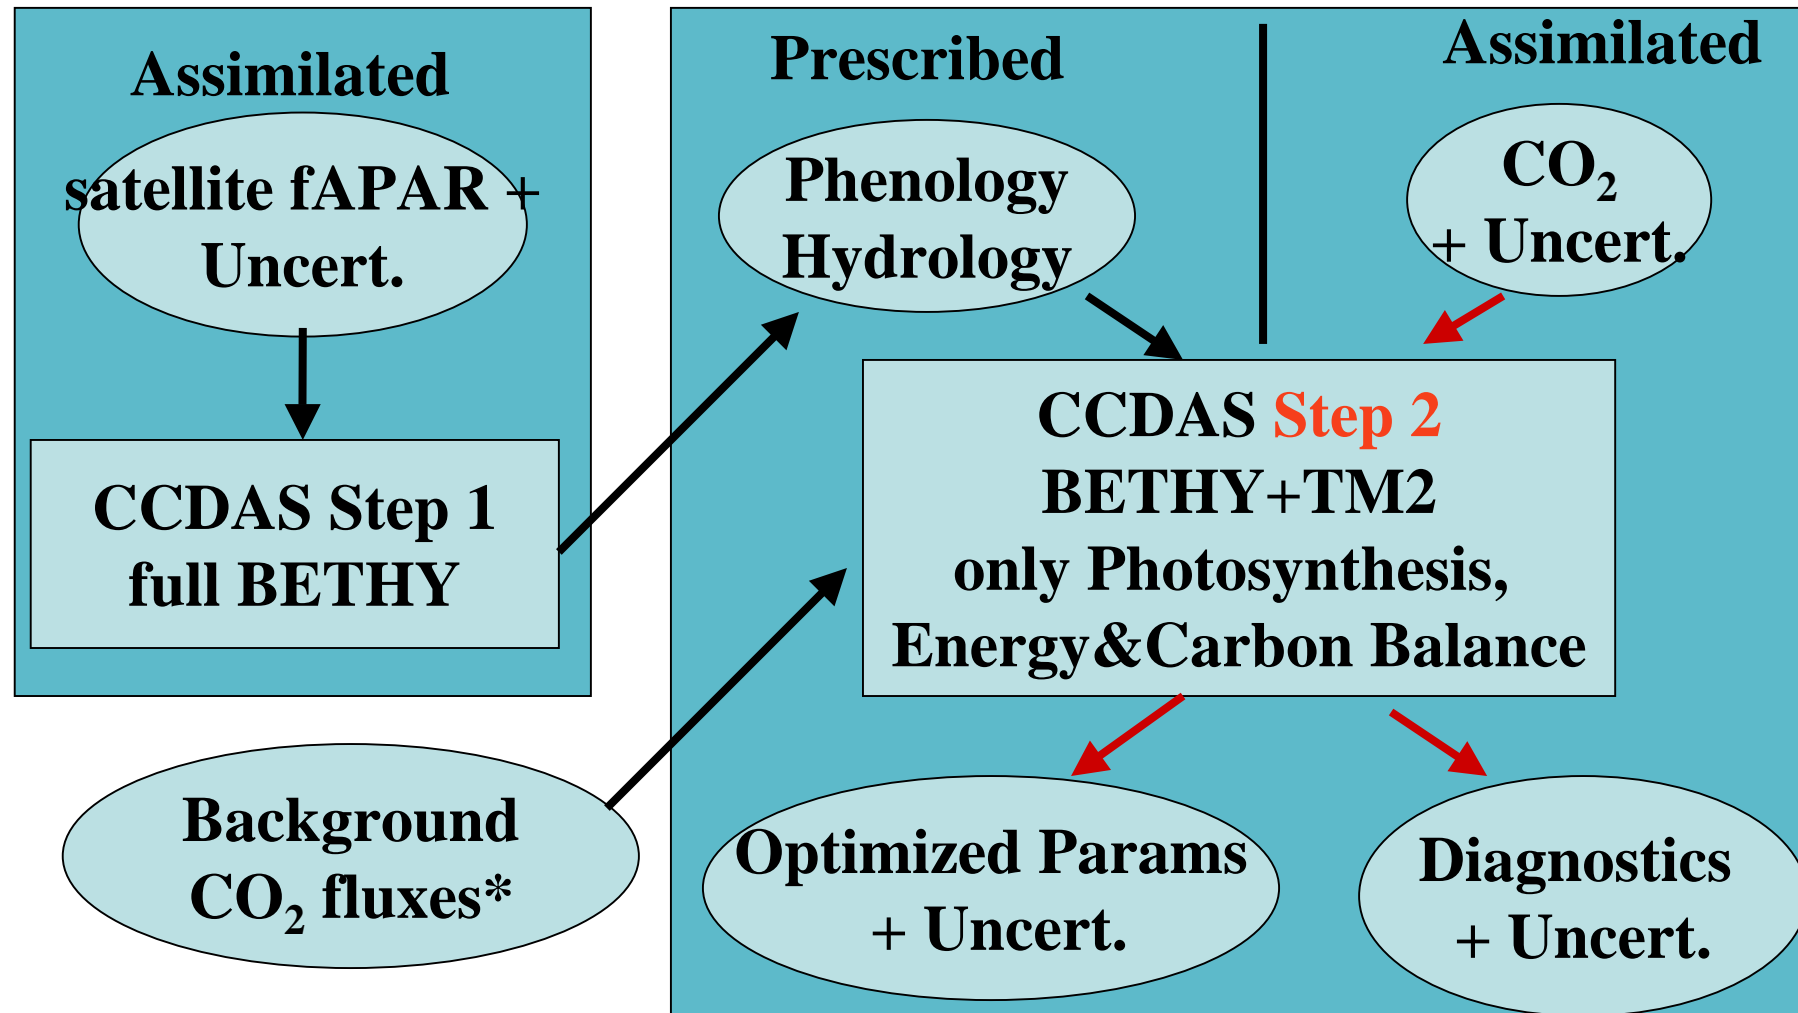 Assimilated
satellite fAPAR +
Uncert.
CCDAS Step 1
full BETHY
Background
CO₂ fluxes*
Prescribed
Phenology
Hydrology
Assimilated
CO₂
+ Uncert.
CCDAS Step 2
BETHY+TM2
only Photosynthesis,
Energy&Carbon Balance
Optimized Params
+ Uncert.
Diagnostics
+ Uncert.